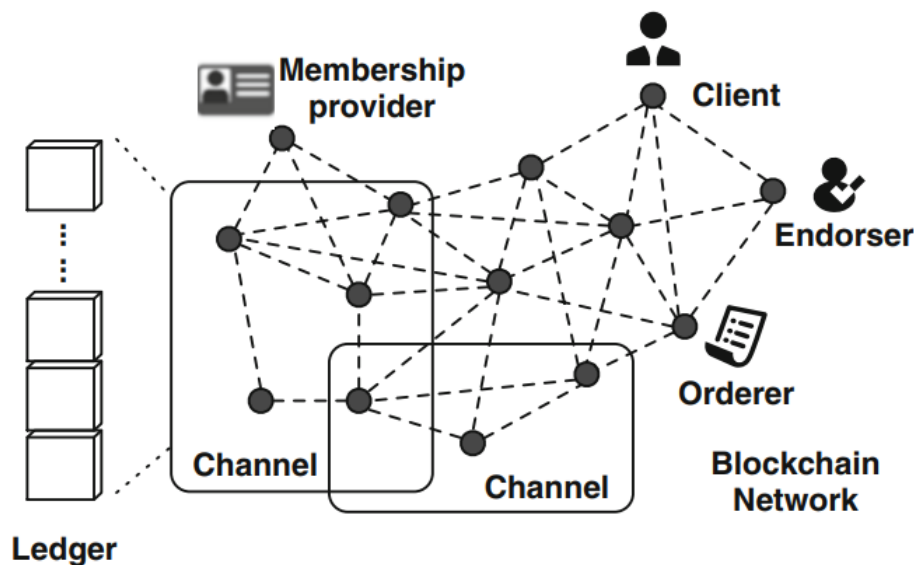 Membership
provider
Client
Endorser
Orderer
Channel
Channel
Blockchain
Network
Ledger